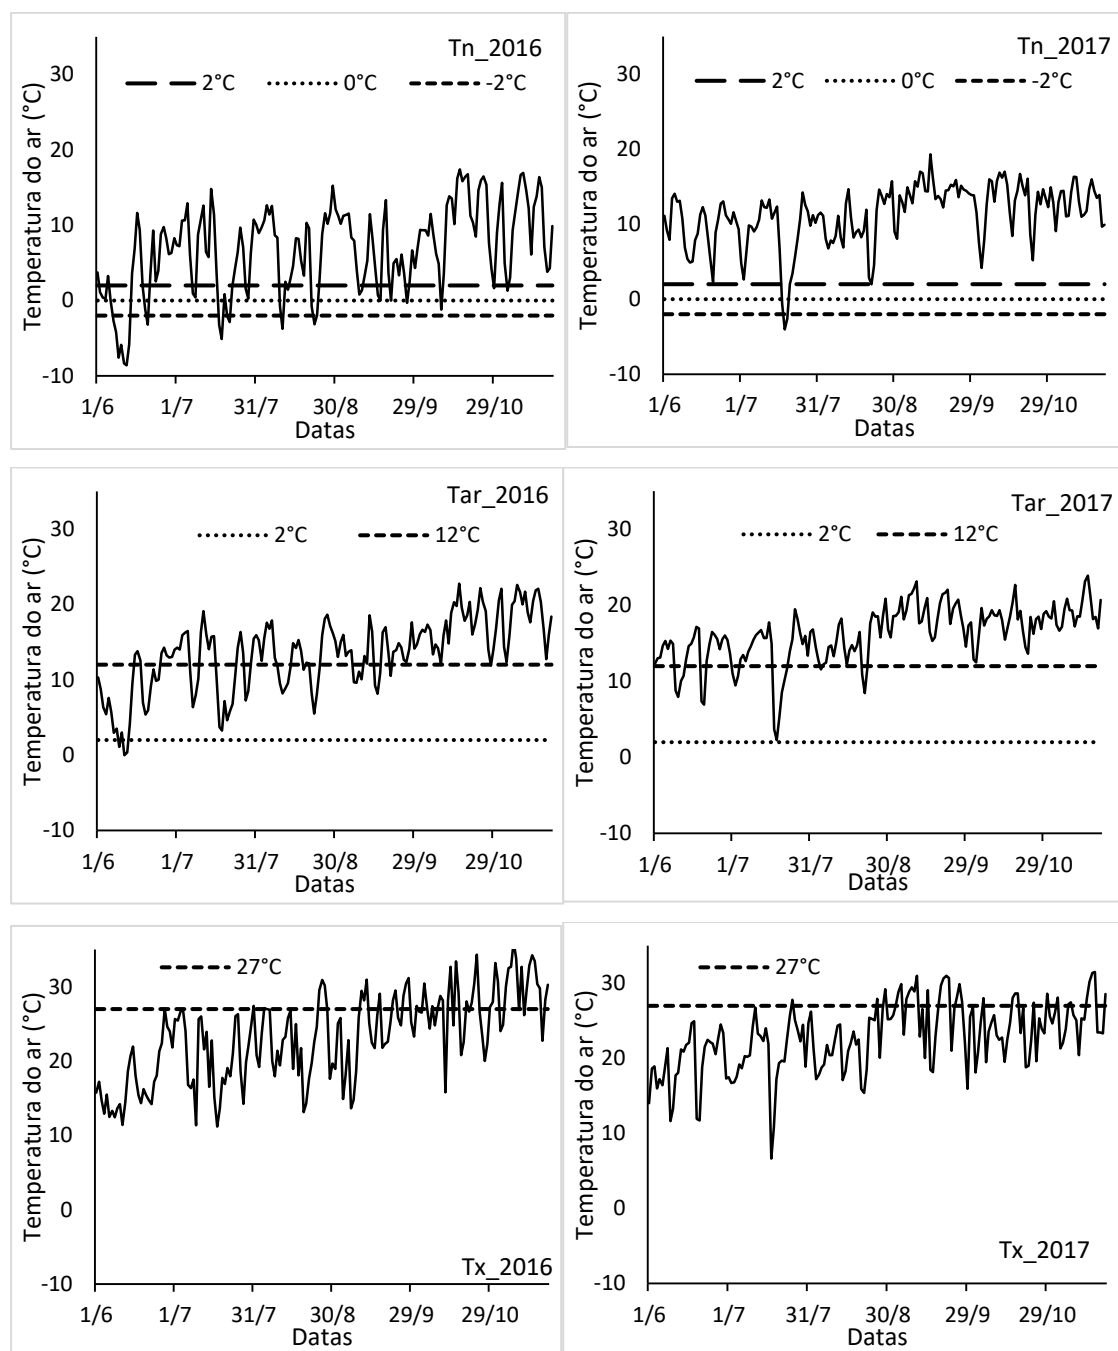 Tn_2016
2°C 0°C -2°C
Temperatura do ar (°C)
30
20
10
0
-10
1/6 1/7 31/7 30/8 29/9 29/10
Datas
Tn_2017
2°C 0°C -2°C
Temperatura do ar (°C)
30
20
10
0
-10
1/6 1/7 31/7 30/8 29/9 29/10
Datas
Tar_2016
2°C 12°C
Temperatura do ar (°C)
30
20
10
0
-10
1/6 1/7 31/7 30/8 29/9 29/10
Datas
Tar_2017
2°C 12°C
Temperatura do ar (°C)
30
20
10
0
-10
1/6 1/7 31/7 30/8 29/9 29/10
Datas
27°C
Temperatura do ar (°C)
30
20
10
0
-10
Tx_2016
1/6 1/7 31/7 30/8 29/9 29/10
Datas
27°C
Temperatura do ar (°C)
30
20
10
0
-10
Tx_2017
1/6 1/7 31/7 30/8 29/9 29/10
Datas